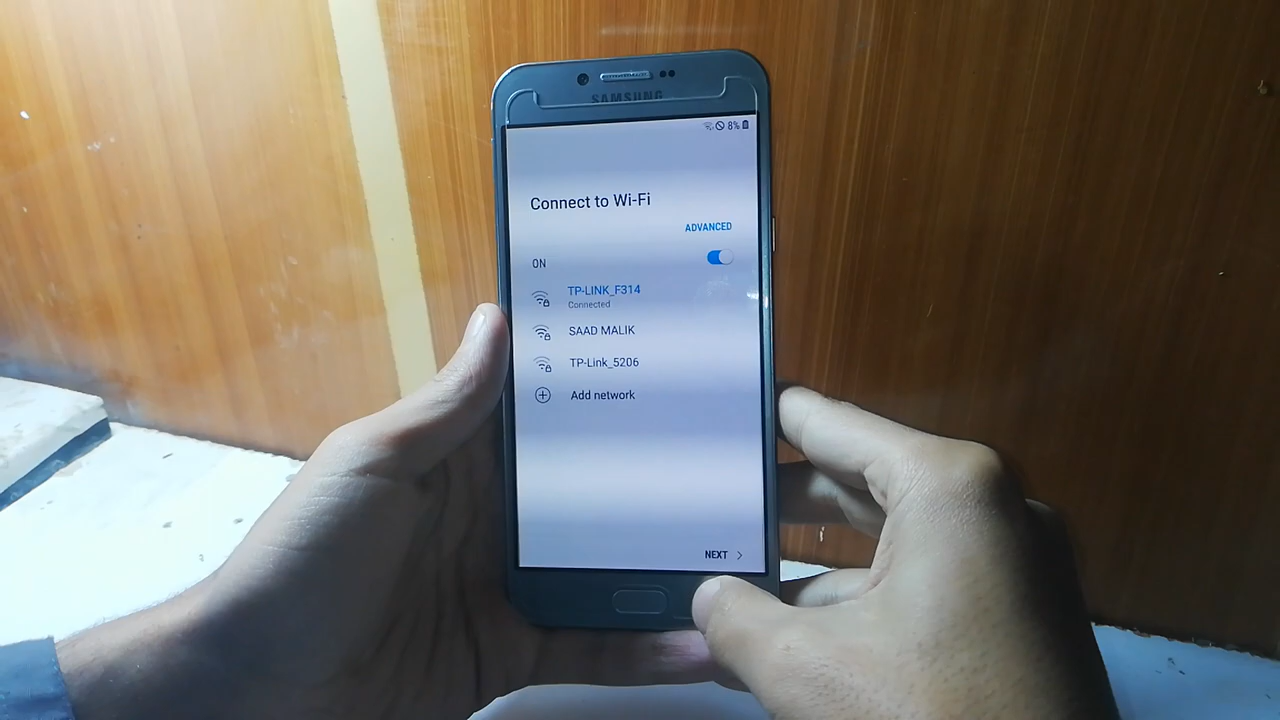 SAMSUNG
8%
Connect to Wi-Fi
ADVANCED
ON
TP-LINK_F314
Connected
SAAD MALIK
TP-Link_5206
Add network
NEXT